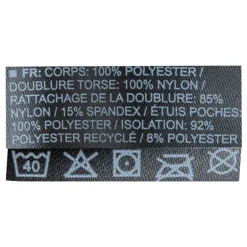 FR: CORPS: 100% POLYESTER /
DOUBLURE TORSE: 100% NYLON /
RATTACHAGE DE LA DOUBLURE: 85%
NYLON / 15% SPANDEX / ÉTUIS POCHES:
100% POLYESTER / ISOLATION: 92%
POLYESTER RECYCLÉ / 8% POLYESTER
40